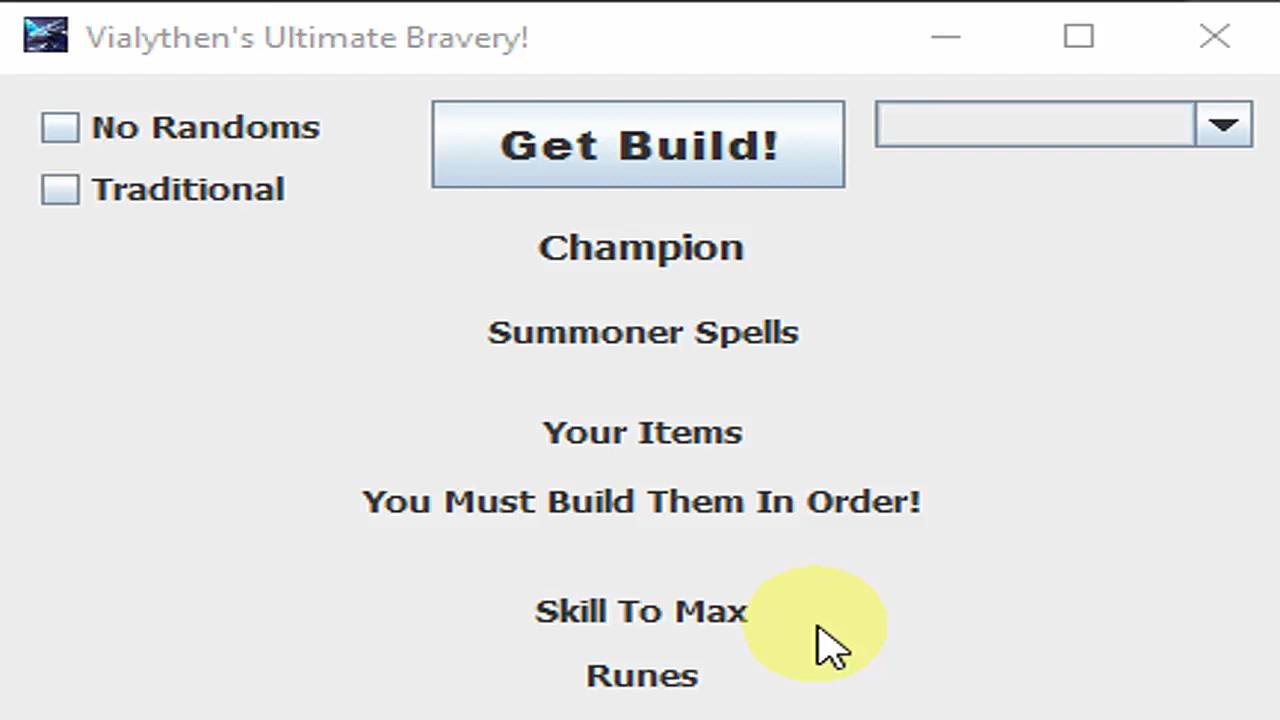 Vialythen's Ultimate Bravery!
No Randoms
Get Build!
Traditional
Champion
Summoner Spells
Your Items
You Must Build Them In Order!
Skill To Max
Runes